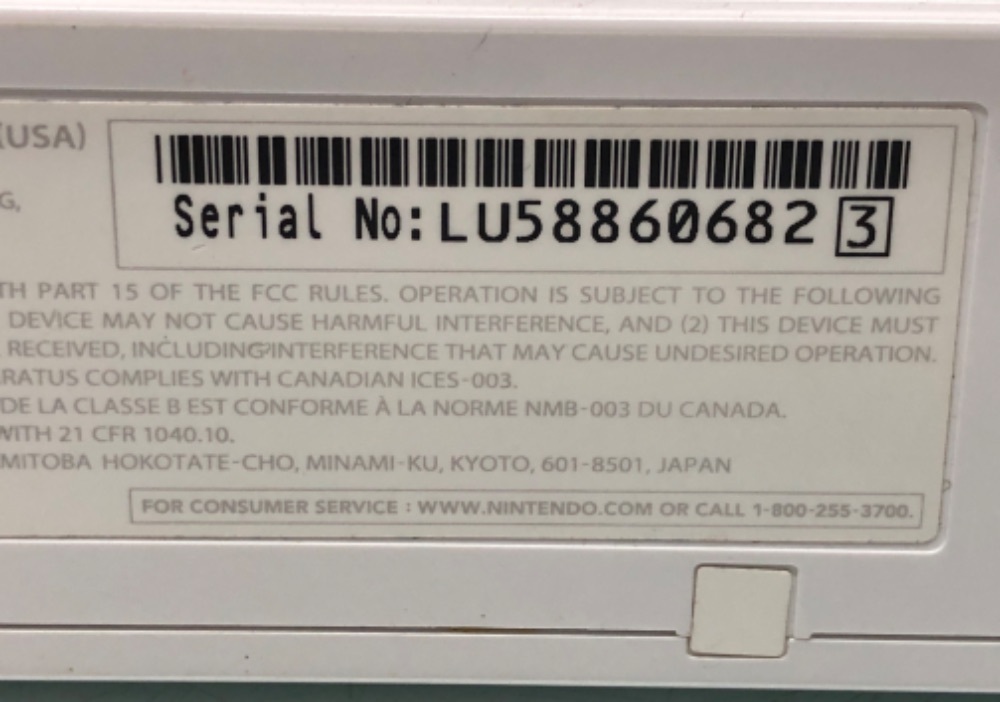 (USA)
G,
Serial No: LU58860682 3
TH PART 15 OF THE FCC RULES. OPERATION IS SUBJECT TO THE FOLLOWING
DEVICE MAY NOT CAUSE HARMFUL INTERFERENCE, AND (2) THIS DEVICE MUST
RECEIVED, INCLUDING INTERFERENCE THAT MAY CAUSE UNDESIRED OPERATION.
RATUS COMPLIES WITH CANADIAN ICES-003.
DE LA CLASSE B EST CONFORME À LA NORME NMB-003 DU CANADA.
WITH 21 CFR 1040.10.
MITOBA HOKOTATE-CHO, MINAMI-KU, KYOTO, 601-8501, JAPAN
FOR CONSUMER SERVICE : WWW.NINTENDO.COM OR CALL 1-800-255-3700.